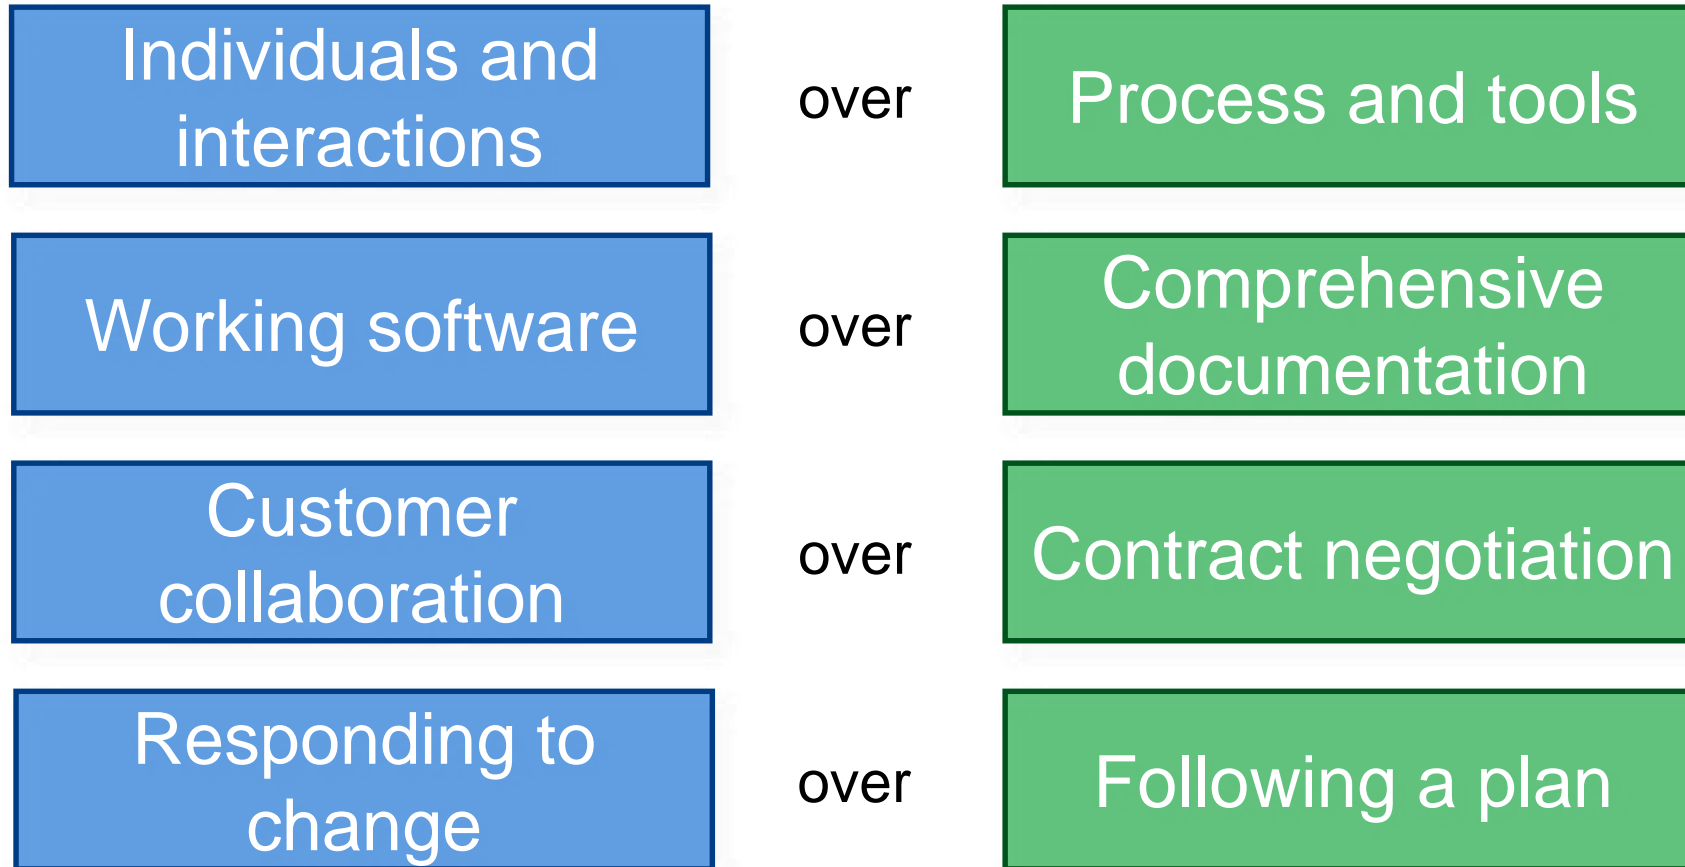 Individuals and
interactions
over
Process and tools
Working software
over
Comprehensive
documentation
Customer
collaboration
over
Contract negotiation
Responding to
change
over
Following a plan